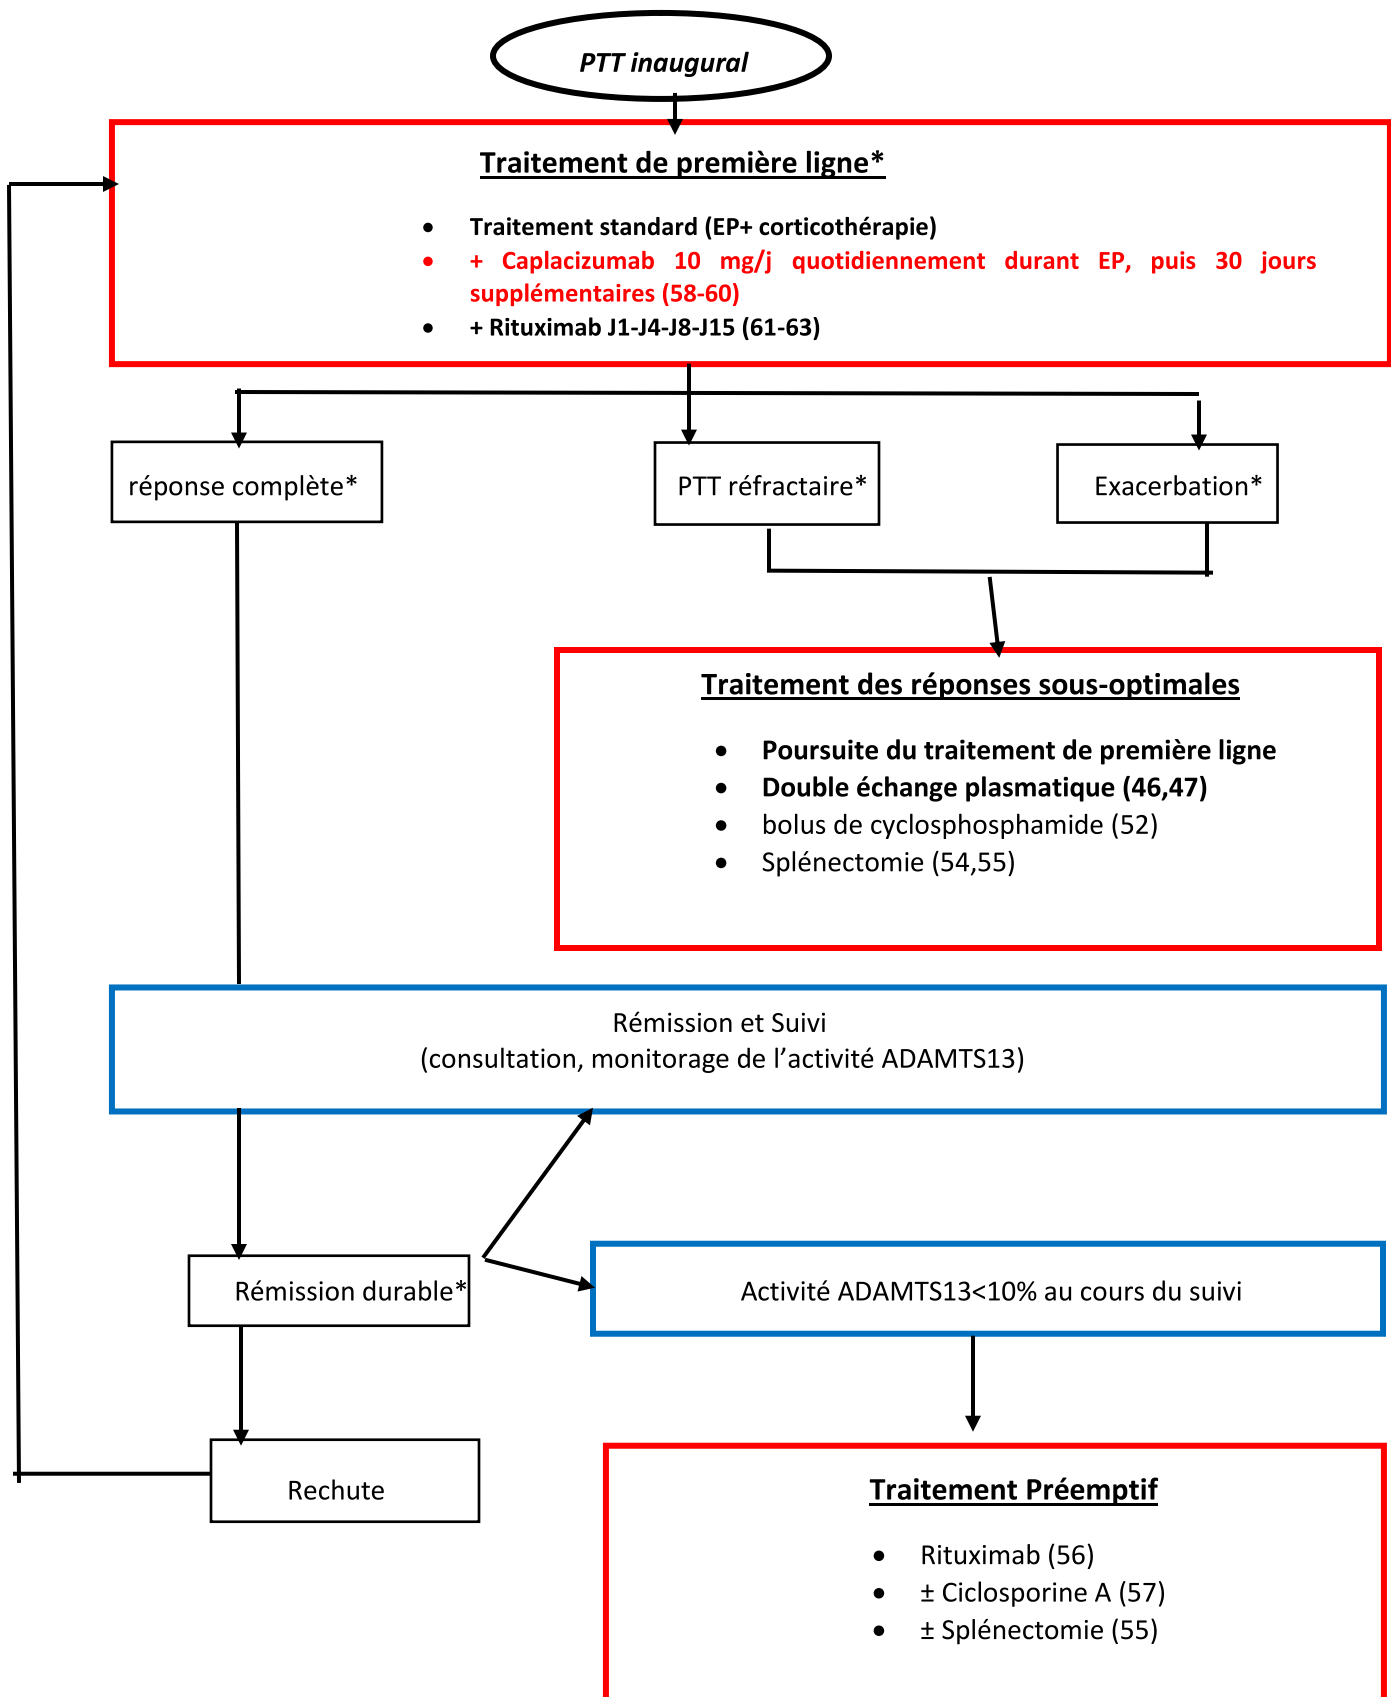 PTT inaugural
Traitement de première ligne*
• Traitement standard (EP+ corticothérapie)
• + Caplacizumab 10 mg/j quotidiennement durant EP, puis 30 jours
supplémentaires (58-60)
• + Rituximab J1-J4-J8-J15 (61-63)
réponse complète*
PTT réfractaire*
Exacerbation*
Traitement des réponses sous-optimales
• Poursuite du traitement de première ligne
• Double échange plasmatique (46,47)
• bolus de cyclosphosphamide (52)
• Splénectomie (54,55)
Rémission et Suivi
(consultation, monitorage de l’activité ADAMTS13)
Rémission durable*
Activité ADAMTS13<10% au cours du suivi
Rechute
Traitement Préemptif
• Rituximab (56)
• ± Ciclosporine A (57)
• ± Splénectomie (55)